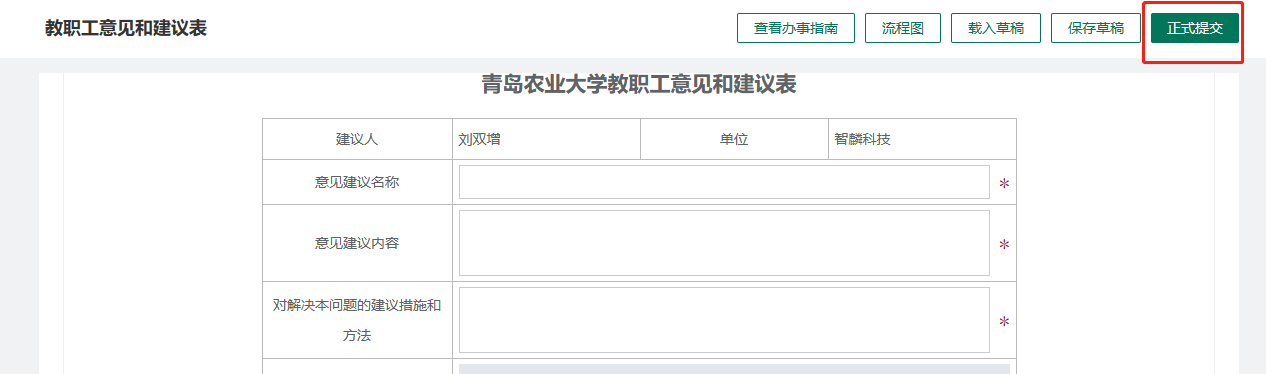 教职工意见和建议表
查看办事指南 流程图 载入草稿 保存草稿 正式提交
青岛农业大学教职工意见和建议表
建议人 刘双增 单位 智麟科技
意见建议名称 *
意见建议内容 *
对解决本问题的建议措施和
方法 *